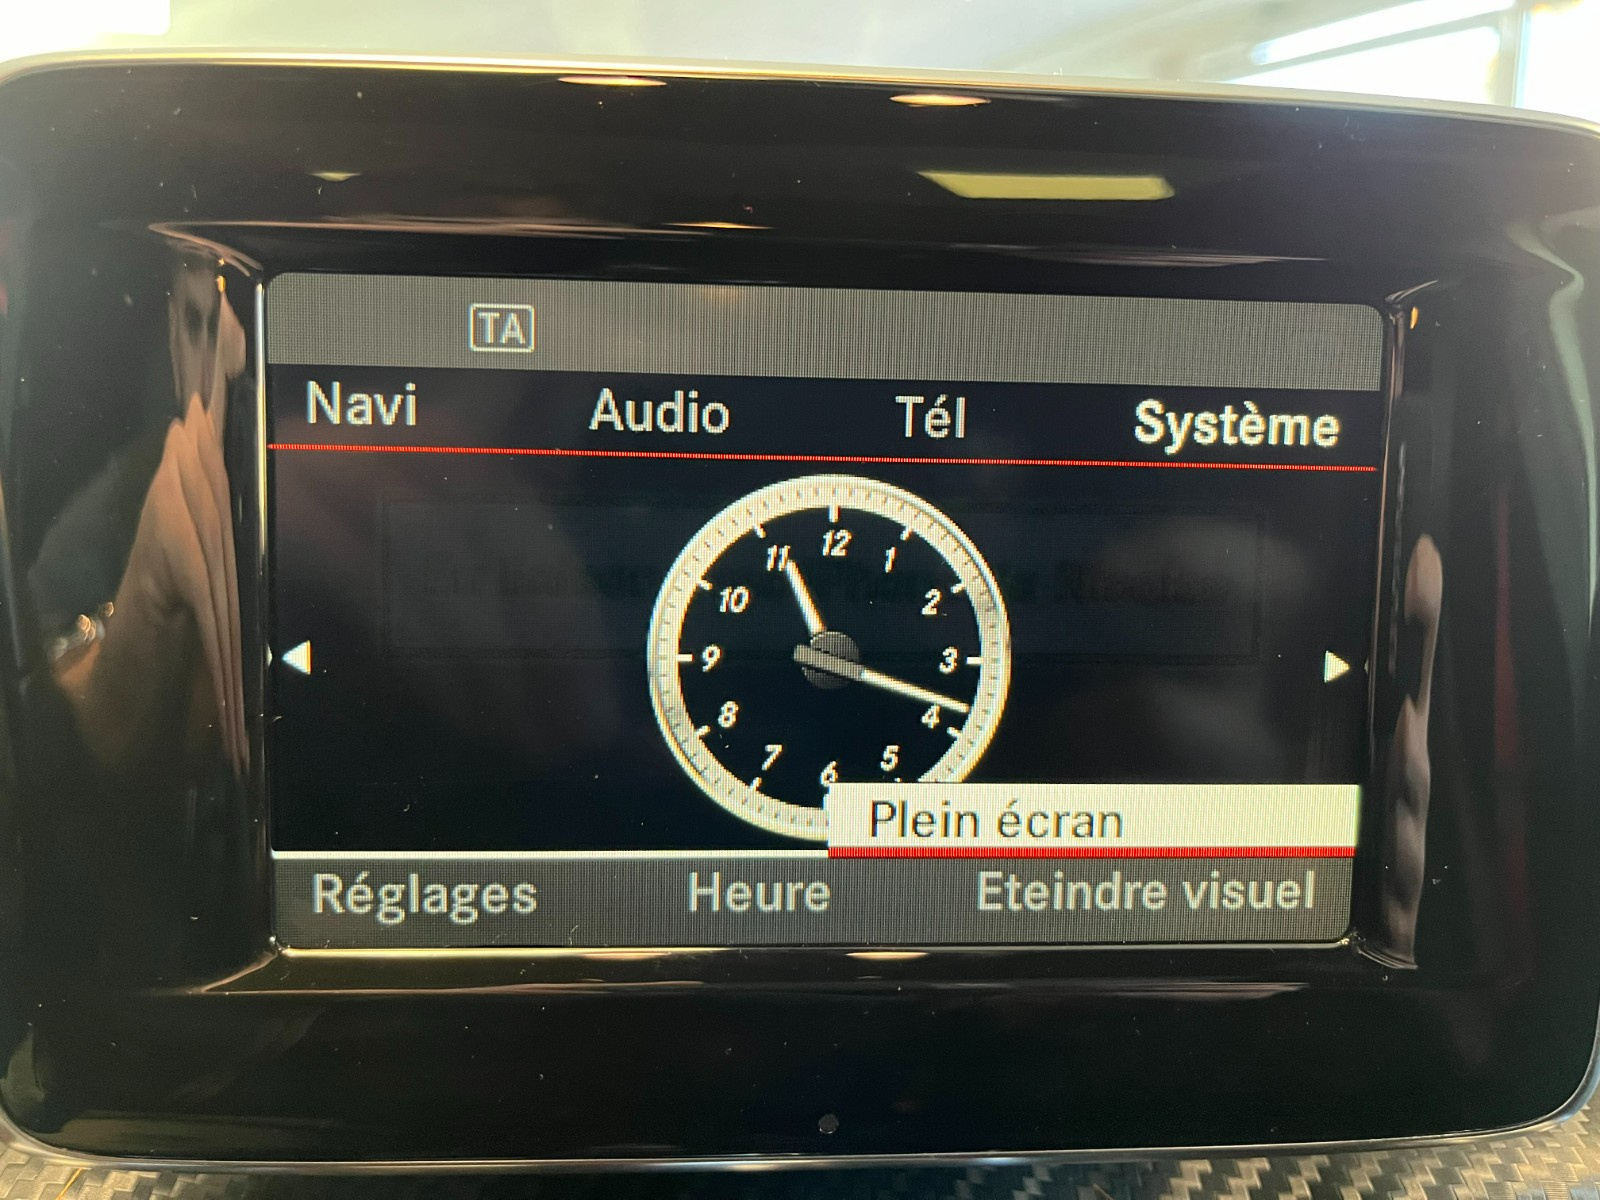 TA
Navi Audio Tél Système
12
11 1
10 2
9 3
8 4
7 5
6
Plein écran
Réglages Heure Eteindre visuel